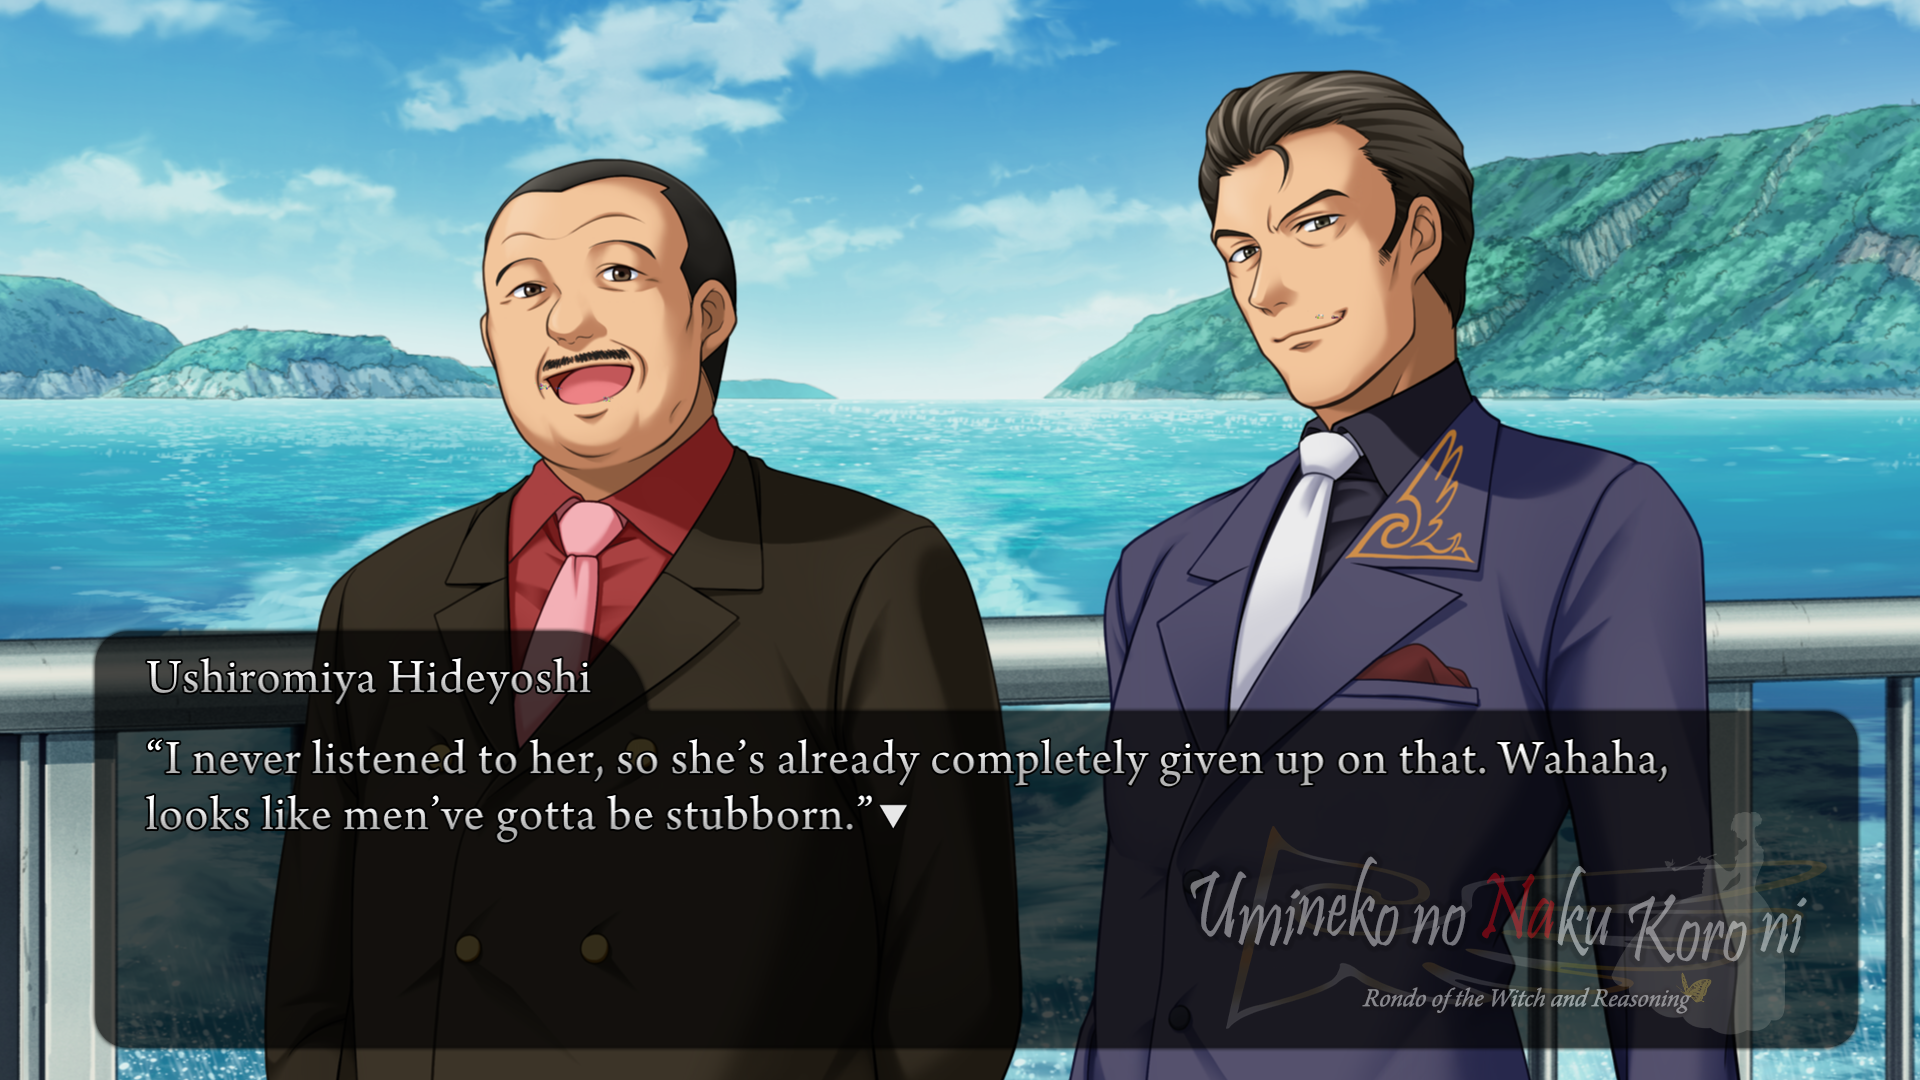 Ushiromiya Hideyoshi
“I never listened to her, so she’s already completely given up on that. Wahaha,
looks like men’ve gotta be stubborn.”
Umineko no Naku Koro ni
Rondo of the Witch and Reasoning